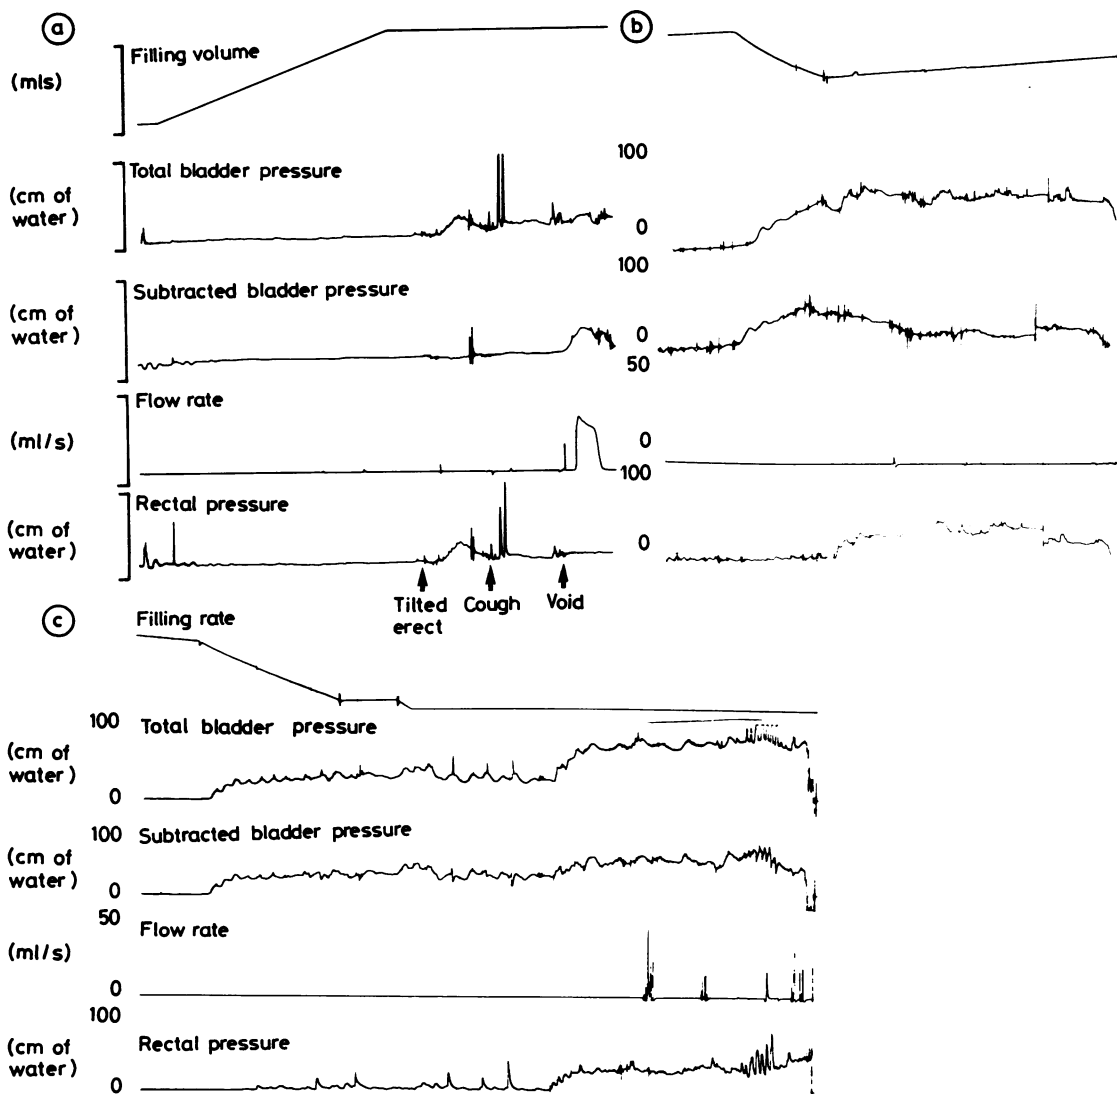 a
b
Filling volume
(mls)
Total bladder pressure
100
(cm of
water)
0
100
Subtracted bladder pressure
(cm of
water)
0
50
Flow rate
(ml/s)
0
100
Rectal pressure
(cm of
water)
0
Tilted
erect
Cough
Void
c
Filling rate
100
Total bladder pressure
(cm of
water)
0
100
Subtracted bladder pressure
(cm of
water)
0
50
Flow rate
(ml/s)
0
100
Rectal pressure
(cm of
water)
0